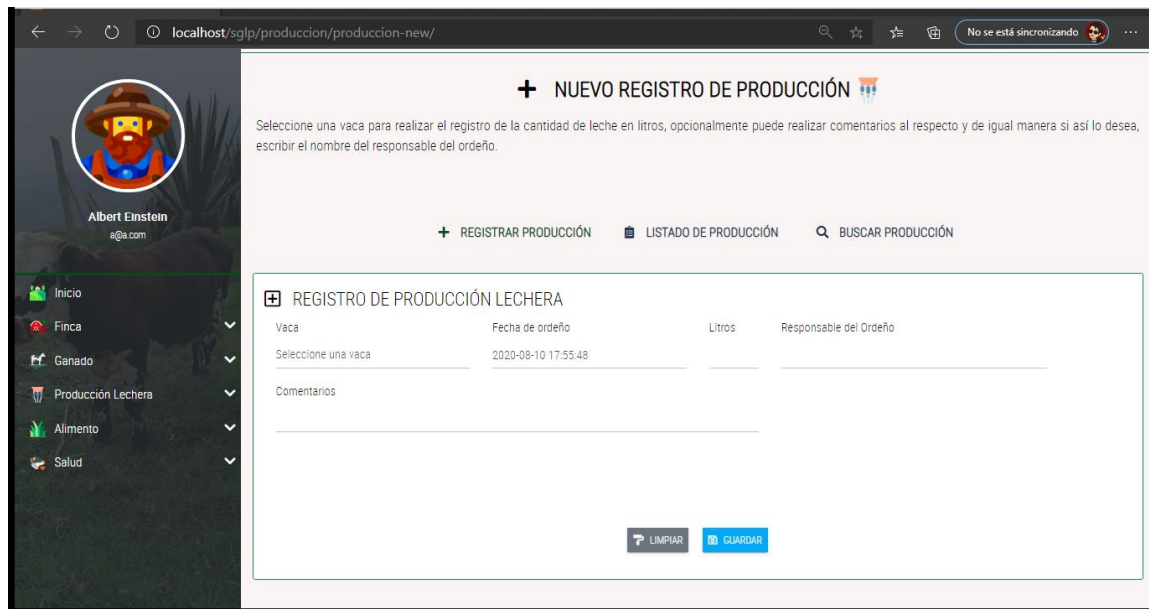 localhost/sglp/produccion/produccion-new/
No se está sincronizando
Albert Einstein
a@a.com
Inicio
Finca
Ganado
Producción Lechera
Alimento
Salud
NUEVO REGISTRO DE PRODUCCIÓN
Seleccione una vaca para realizar el registro de la cantidad de leche en litros, opcionalmente puede realizar comentarios al respecto y de igual manera si así lo desea,
escribir el nombre del responsable del ordeño.
REGISTRAR PRODUCCIÓN LISTADO DE PRODUCCIÓN BUSCAR PRODUCCIÓN
REGISTRO DE PRODUCCIÓN LECHERA
Vaca Fecha de ordeño Litros Responsable del Ordeño
Seleccione una vaca 2020-08-10 17:55:48
Comentarios
LIMPIAR GUARDAR